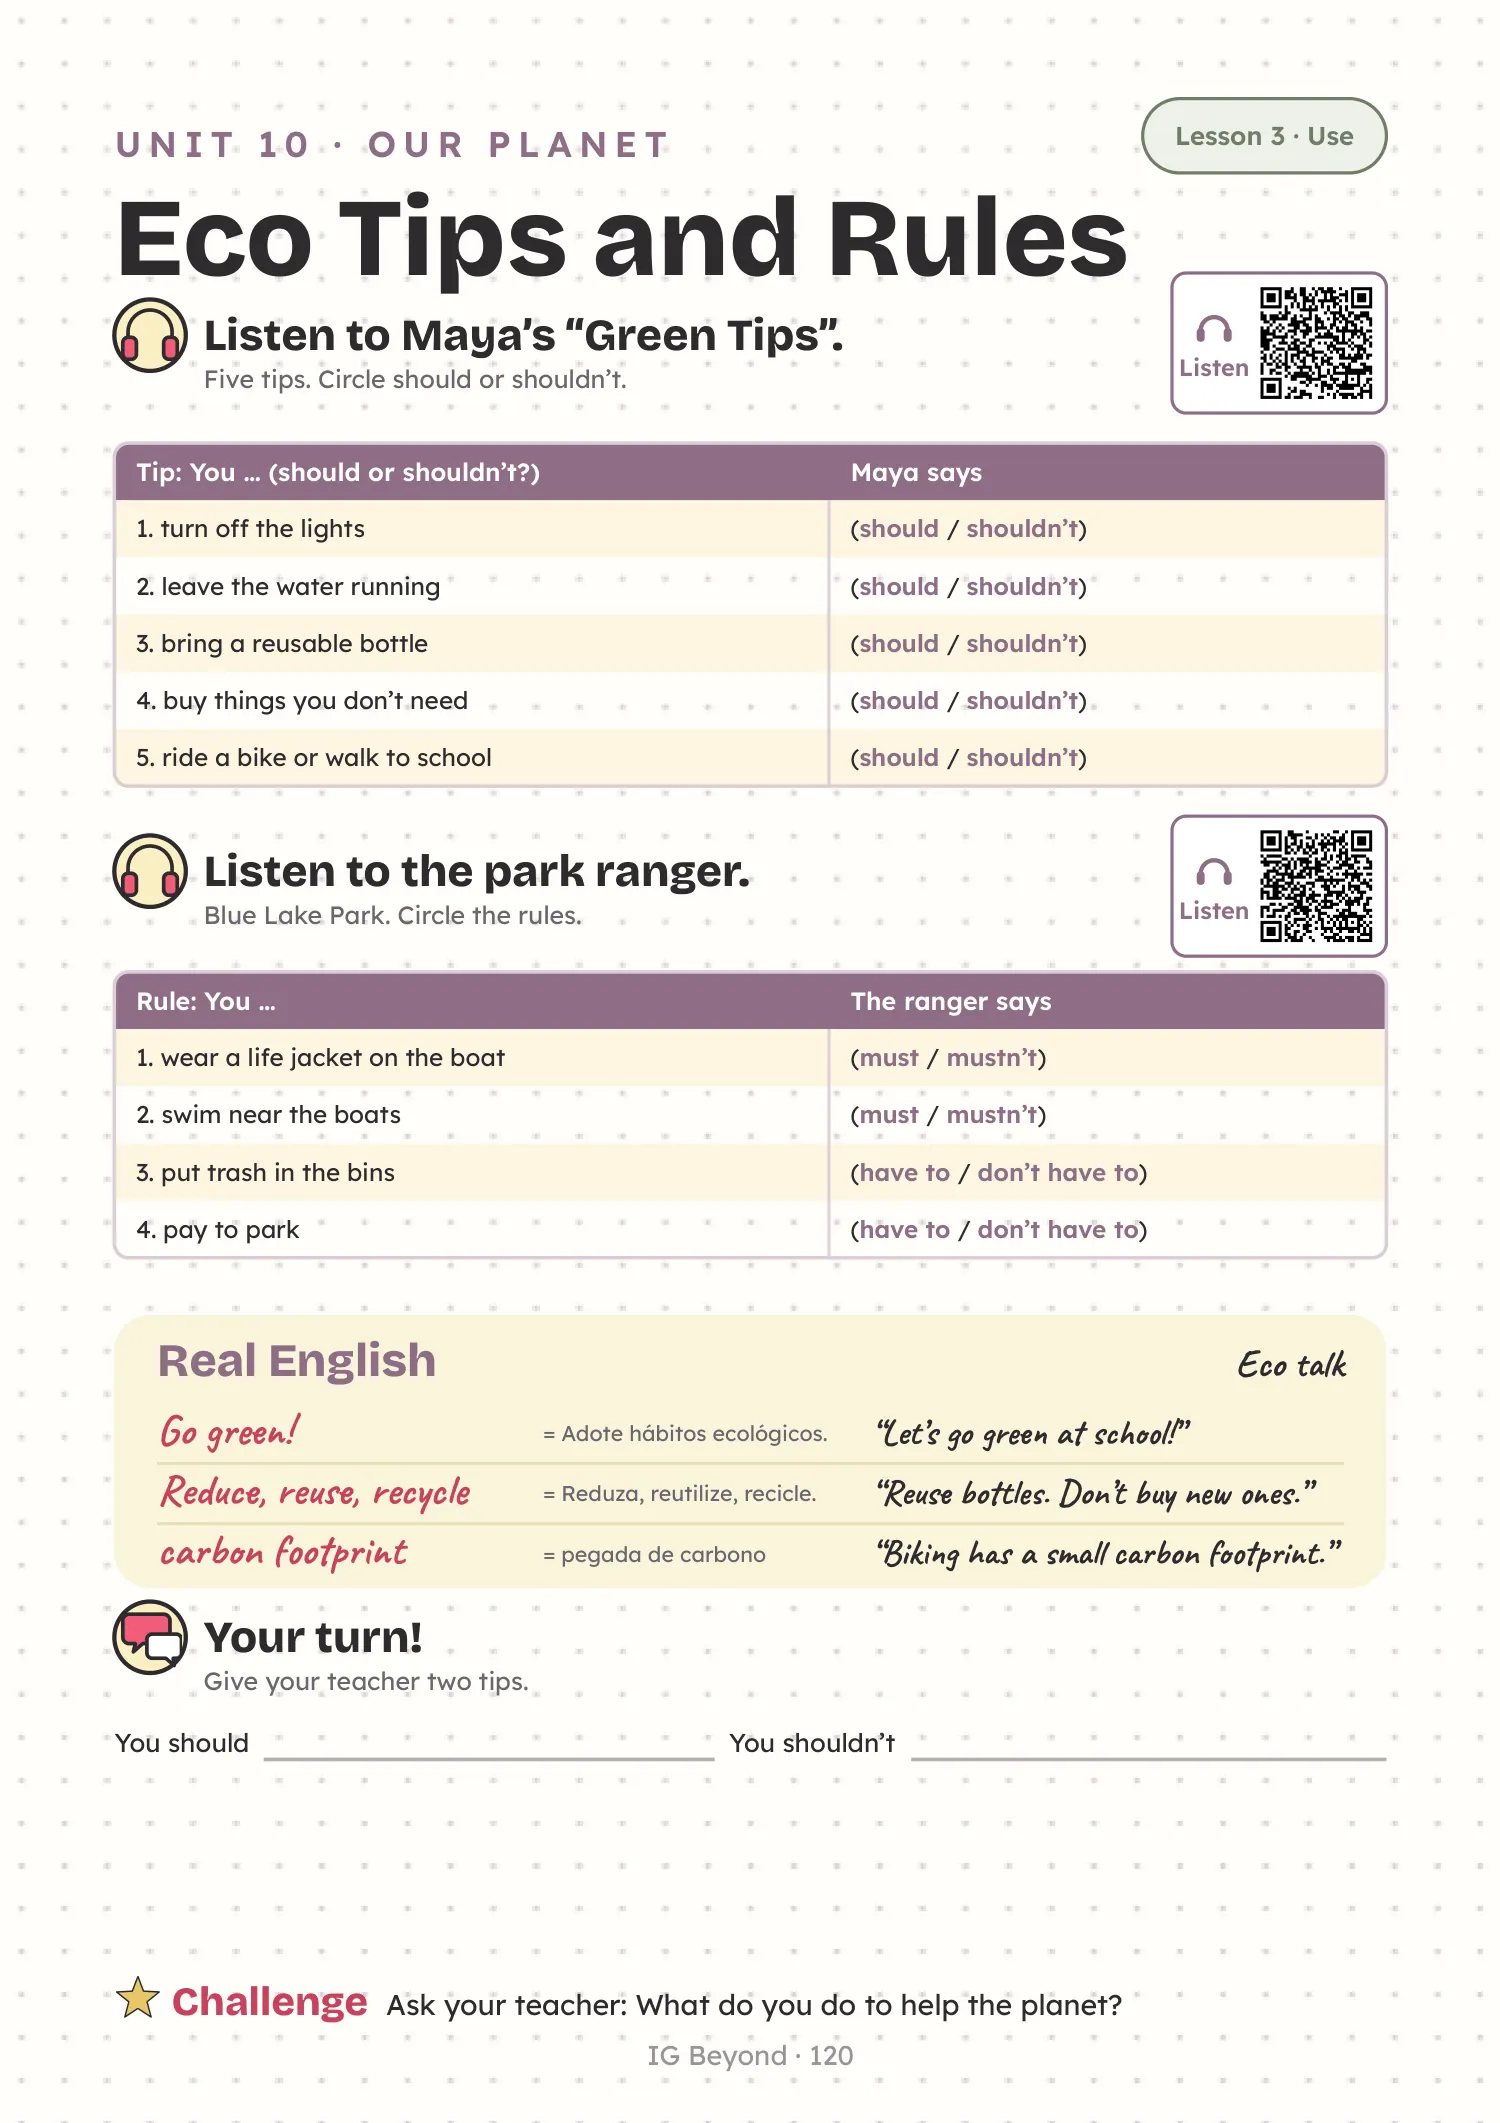 UNIT 10 · OUR PLANET
Lesson 3 · Use
Eco Tips and Rules
Listen to Maya’s “Green Tips”.
Five tips. Circle should or shouldn’t.
Listen
Tip: You … (should or shouldn’t?) Maya says
1. turn off the lights (should / shouldn’t)
2. leave the water running (should / shouldn’t)
3. bring a reusable bottle (should / shouldn’t)
4. buy things you don’t need (should / shouldn’t)
5. ride a bike or walk to school (should / shouldn’t)
Listen to the park ranger.
Blue Lake Park. Circle the rules.
Listen
Rule: You … The ranger says
1. wear a life jacket on the boat (must / mustn’t)
2. swim near the boats (must / mustn’t)
3. put trash in the bins (have to / don’t have to)
4. pay to park (have to / don’t have to)
Real English Eco talk
Go green! = Adote hábitos ecológicos. “Let’s go green at school!”
Reduce, reuse, recycle = Reduza, reutilize, recicle. “Reuse bottles. Don’t buy new ones.”
carbon footprint = pegada de carbono “Biking has a small carbon footprint.”
Your turn!
Give your teacher two tips.
You should You shouldn’t
Challenge Ask your teacher: What do you do to help the planet?
IG Beyond · 120